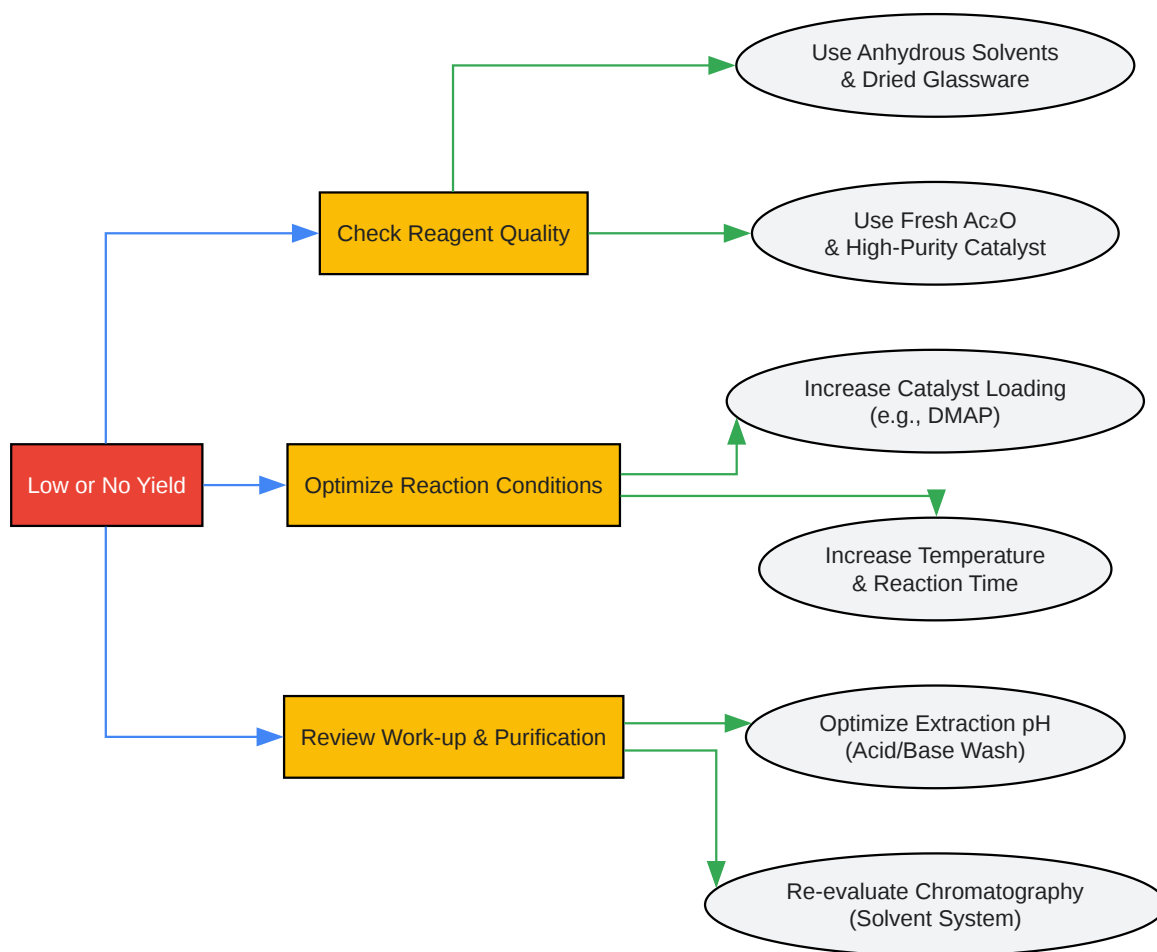 Use Anhydrous Solvents
& Dried Glassware
Check Reagent Quality
Use Fresh Ac₂O
& High-Purity Catalyst
Increase Catalyst Loading
(e.g., DMAP)
Low or No Yield
Optimize Reaction Conditions
Increase Temperature
& Reaction Time
Review Work-up & Purification
Optimize Extraction pH
(Acid/Base Wash)
Re-evaluate Chromatography
(Solvent System)